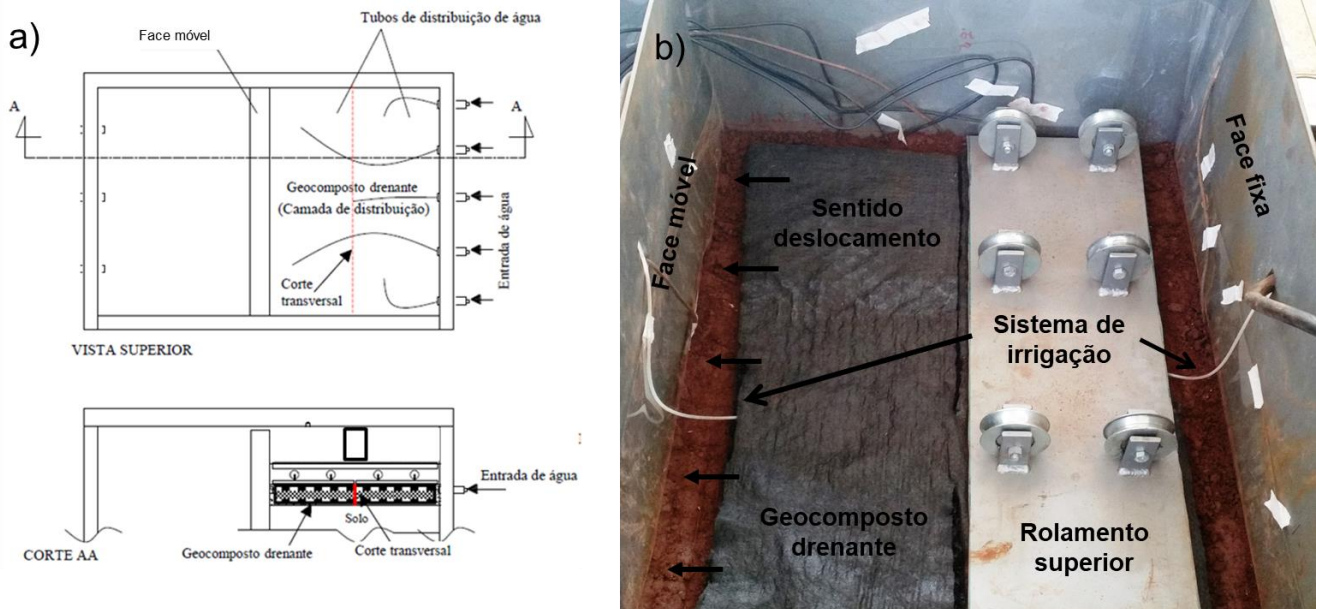 a)
Face móvel
Tubos de distribuição de água
A
A
Geocomposto drenante
(Camada de distribuição)
Entrada de água
Corte
transversal
VISTA SUPERIOR
Entrada de água
Solo
Geocomposto drenante
Corte transversal
CORTE AA
b)
Face móvel
Face fixa
Sentido
deslocamento
Sistema de
irrigação
Geocomposto
drenante
Rolamento
superior